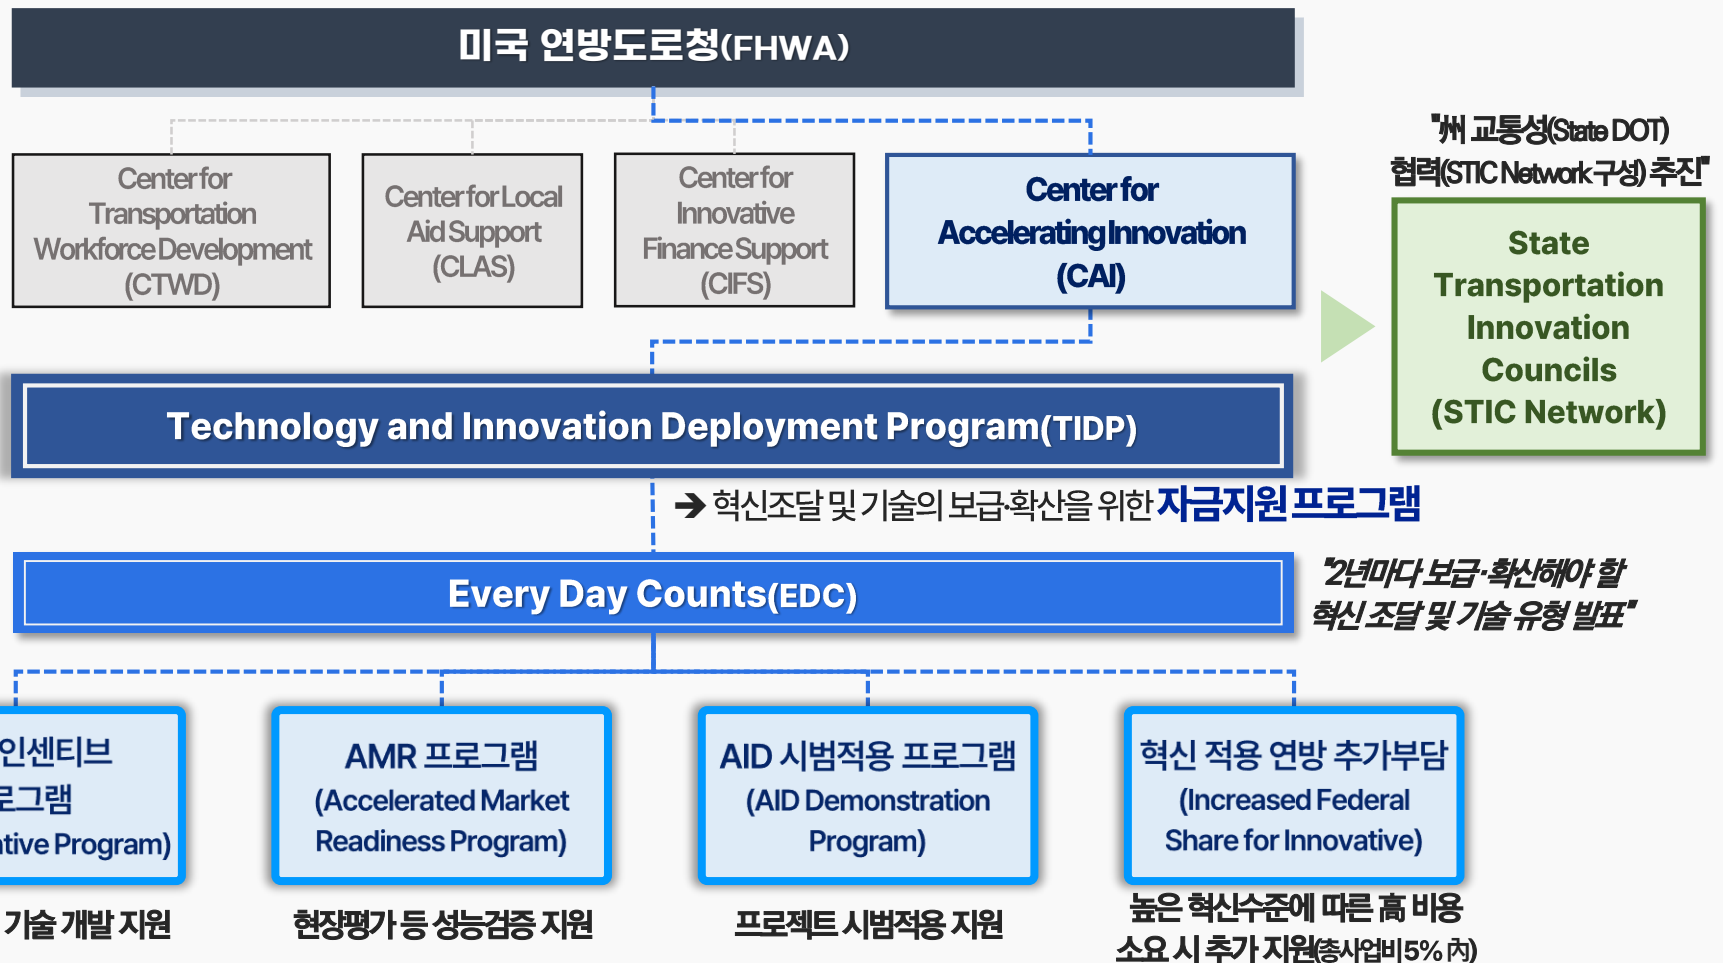 미국 연방도로청(FHWA)
Center for
Transportation
Workforce Development
(CTWD)
Center for Local
Aid Support
(CLAS)
Center for
Innovative
Finance Support
(CIFS)
Center for
Accelerating Innovation
(CAI)
"州 교통성(State DOT)
협력(STIC Network 구성) 추진"
State
Transportation
Innovation
Councils
(STIC Network)
Technology and Innovation Deployment Program(TIDP)
➔ 혁신조달 및 기술의 보급·확산을 위한 자금지원 프로그램
Every Day Counts(EDC)
"2년마다 보급·확산해야 할
혁신 조달 및 기술 유형 발표"
인센티브
로그램
ntive Program)
기술 개발 지원
AMR 프로그램
(Accelerated Market
Readiness Program)
현장평가 등 성능검증 지원
AID 시범적용 프로그램
(AID Demonstration
Program)
프로젝트 시범적용 지원
혁신 적용 연방 추가부담
(Increased Federal
Share for Innovative)
높은 혁신수준에 따른 高 비용
소요 시 추가 지원(총사업비 5% 內)